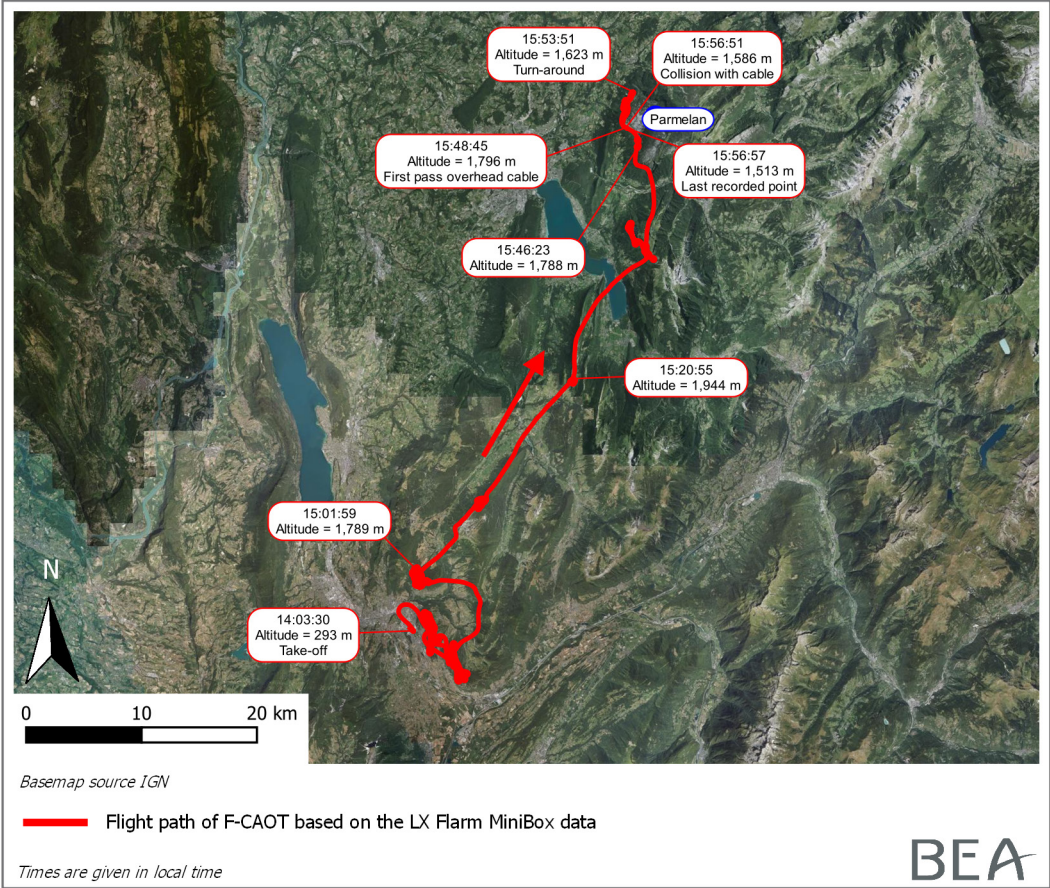 15:53:51
Altitude = 1,623 m
Turn-around
15:56:51
Altitude = 1,586 m
Collision with cable
Parmelan
15:48:45
Altitude = 1,796 m
First pass overhead cable
15:56:57
Altitude = 1,513 m
Last recorded point
15:46:23
Altitude = 1,788 m
15:20:55
Altitude = 1,944 m
15:01:59
Altitude = 1,789 m
14:03:30
Altitude = 293 m
Take-off
N
0 10 20 km
Basemap source IGN
Flight path of F-CAOT based on the LX Flarm MiniBox data
Times are given in local time
BEA